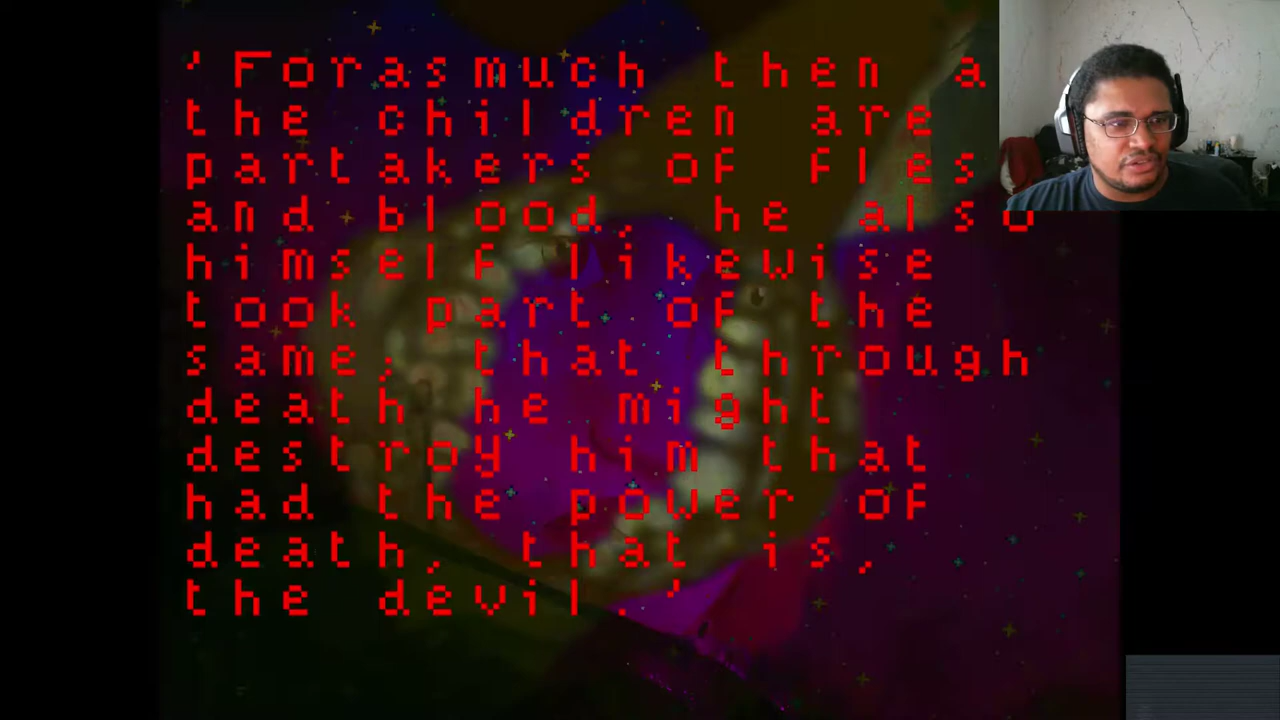 'Forasmuch then a
the children are
partakers of fles
and blood, he also
himself likewise
took part of the
same; that through
death he might
destroy him that
had the power of
death, that is,
the devil.'